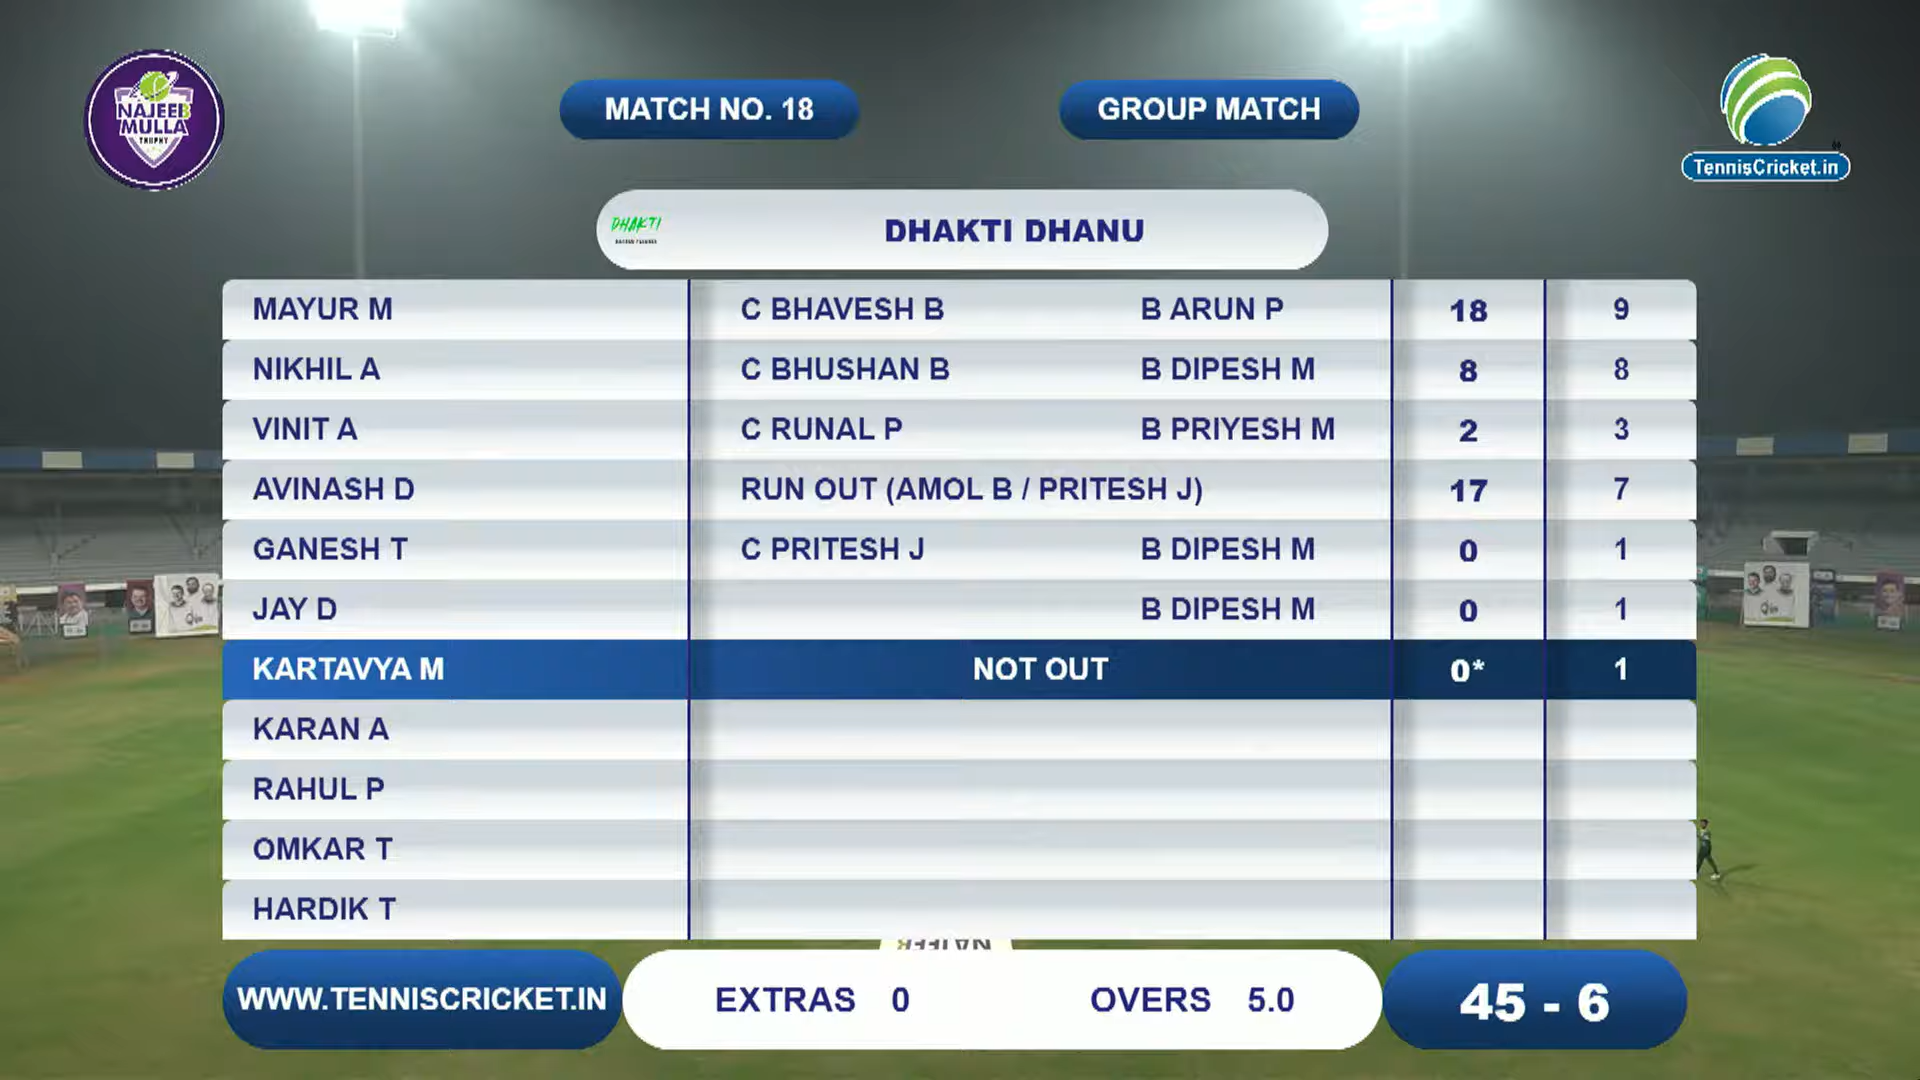 NAJEEB
MULLA
TROPHY
MATCH NO. 18
GROUP MATCH
TennisCricket.in
DHAKTI
DHAKTI DHANU
MAYUR M C BHAVESH B B ARUN P 18 9
NIKHIL A C BHUSHAN B B DIPESH M 8 8
VINIT A C RUNAL P B PRIYESH M 2 3
AVINASH D RUN OUT (AMOL B / PRITESH J) 17 7
GANESH T C PRITESH J B DIPESH M 0 1
JAY D B DIPESH M 0 1
KARTAVYA M NOT OUT 0* 1
KARAN A
RAHUL P
OMKAR T
HARDIK T
WWW.TENNISCRICKET.IN EXTRAS 0 OVERS 5.0 45 - 6